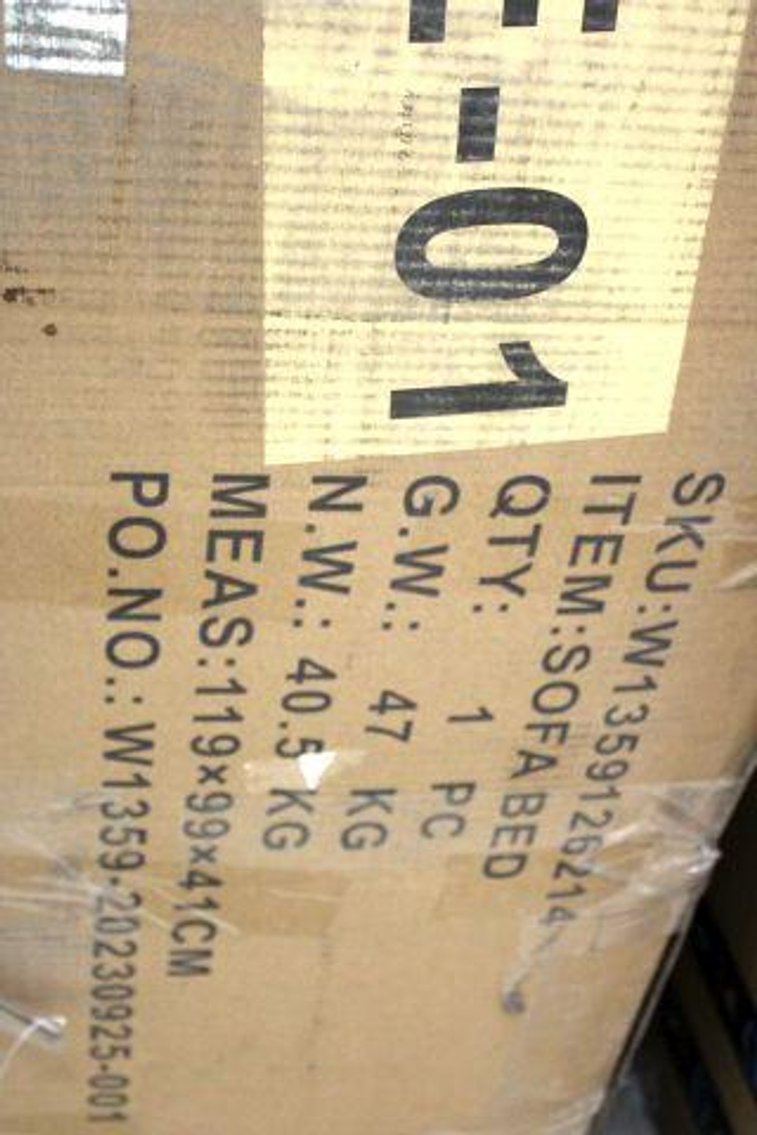 E-01
SKU:W1359126214
ITEM:SOFA BED
QTY: 1 PC
G.W.: 47 KG
N.W.: 40.5 KG
MEAS:119×99×41CM
PO.NO.: W1359-20230925-001